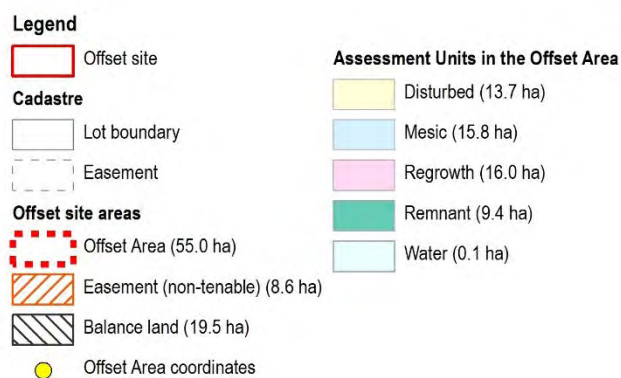 Legend
Offset site
Cadastre
Lot boundary
Easement
Offset site areas
Offset Area (55.0 ha)
Easement (non-tenable) (8.6 ha)
Balance land (19.5 ha)
Offset Area coordinates
Assessment Units in the Offset Area
Disturbed (13.7 ha)
Mesic (15.8 ha)
Regrowth (16.0 ha)
Remnant (9.4 ha)
Water (0.1 ha)